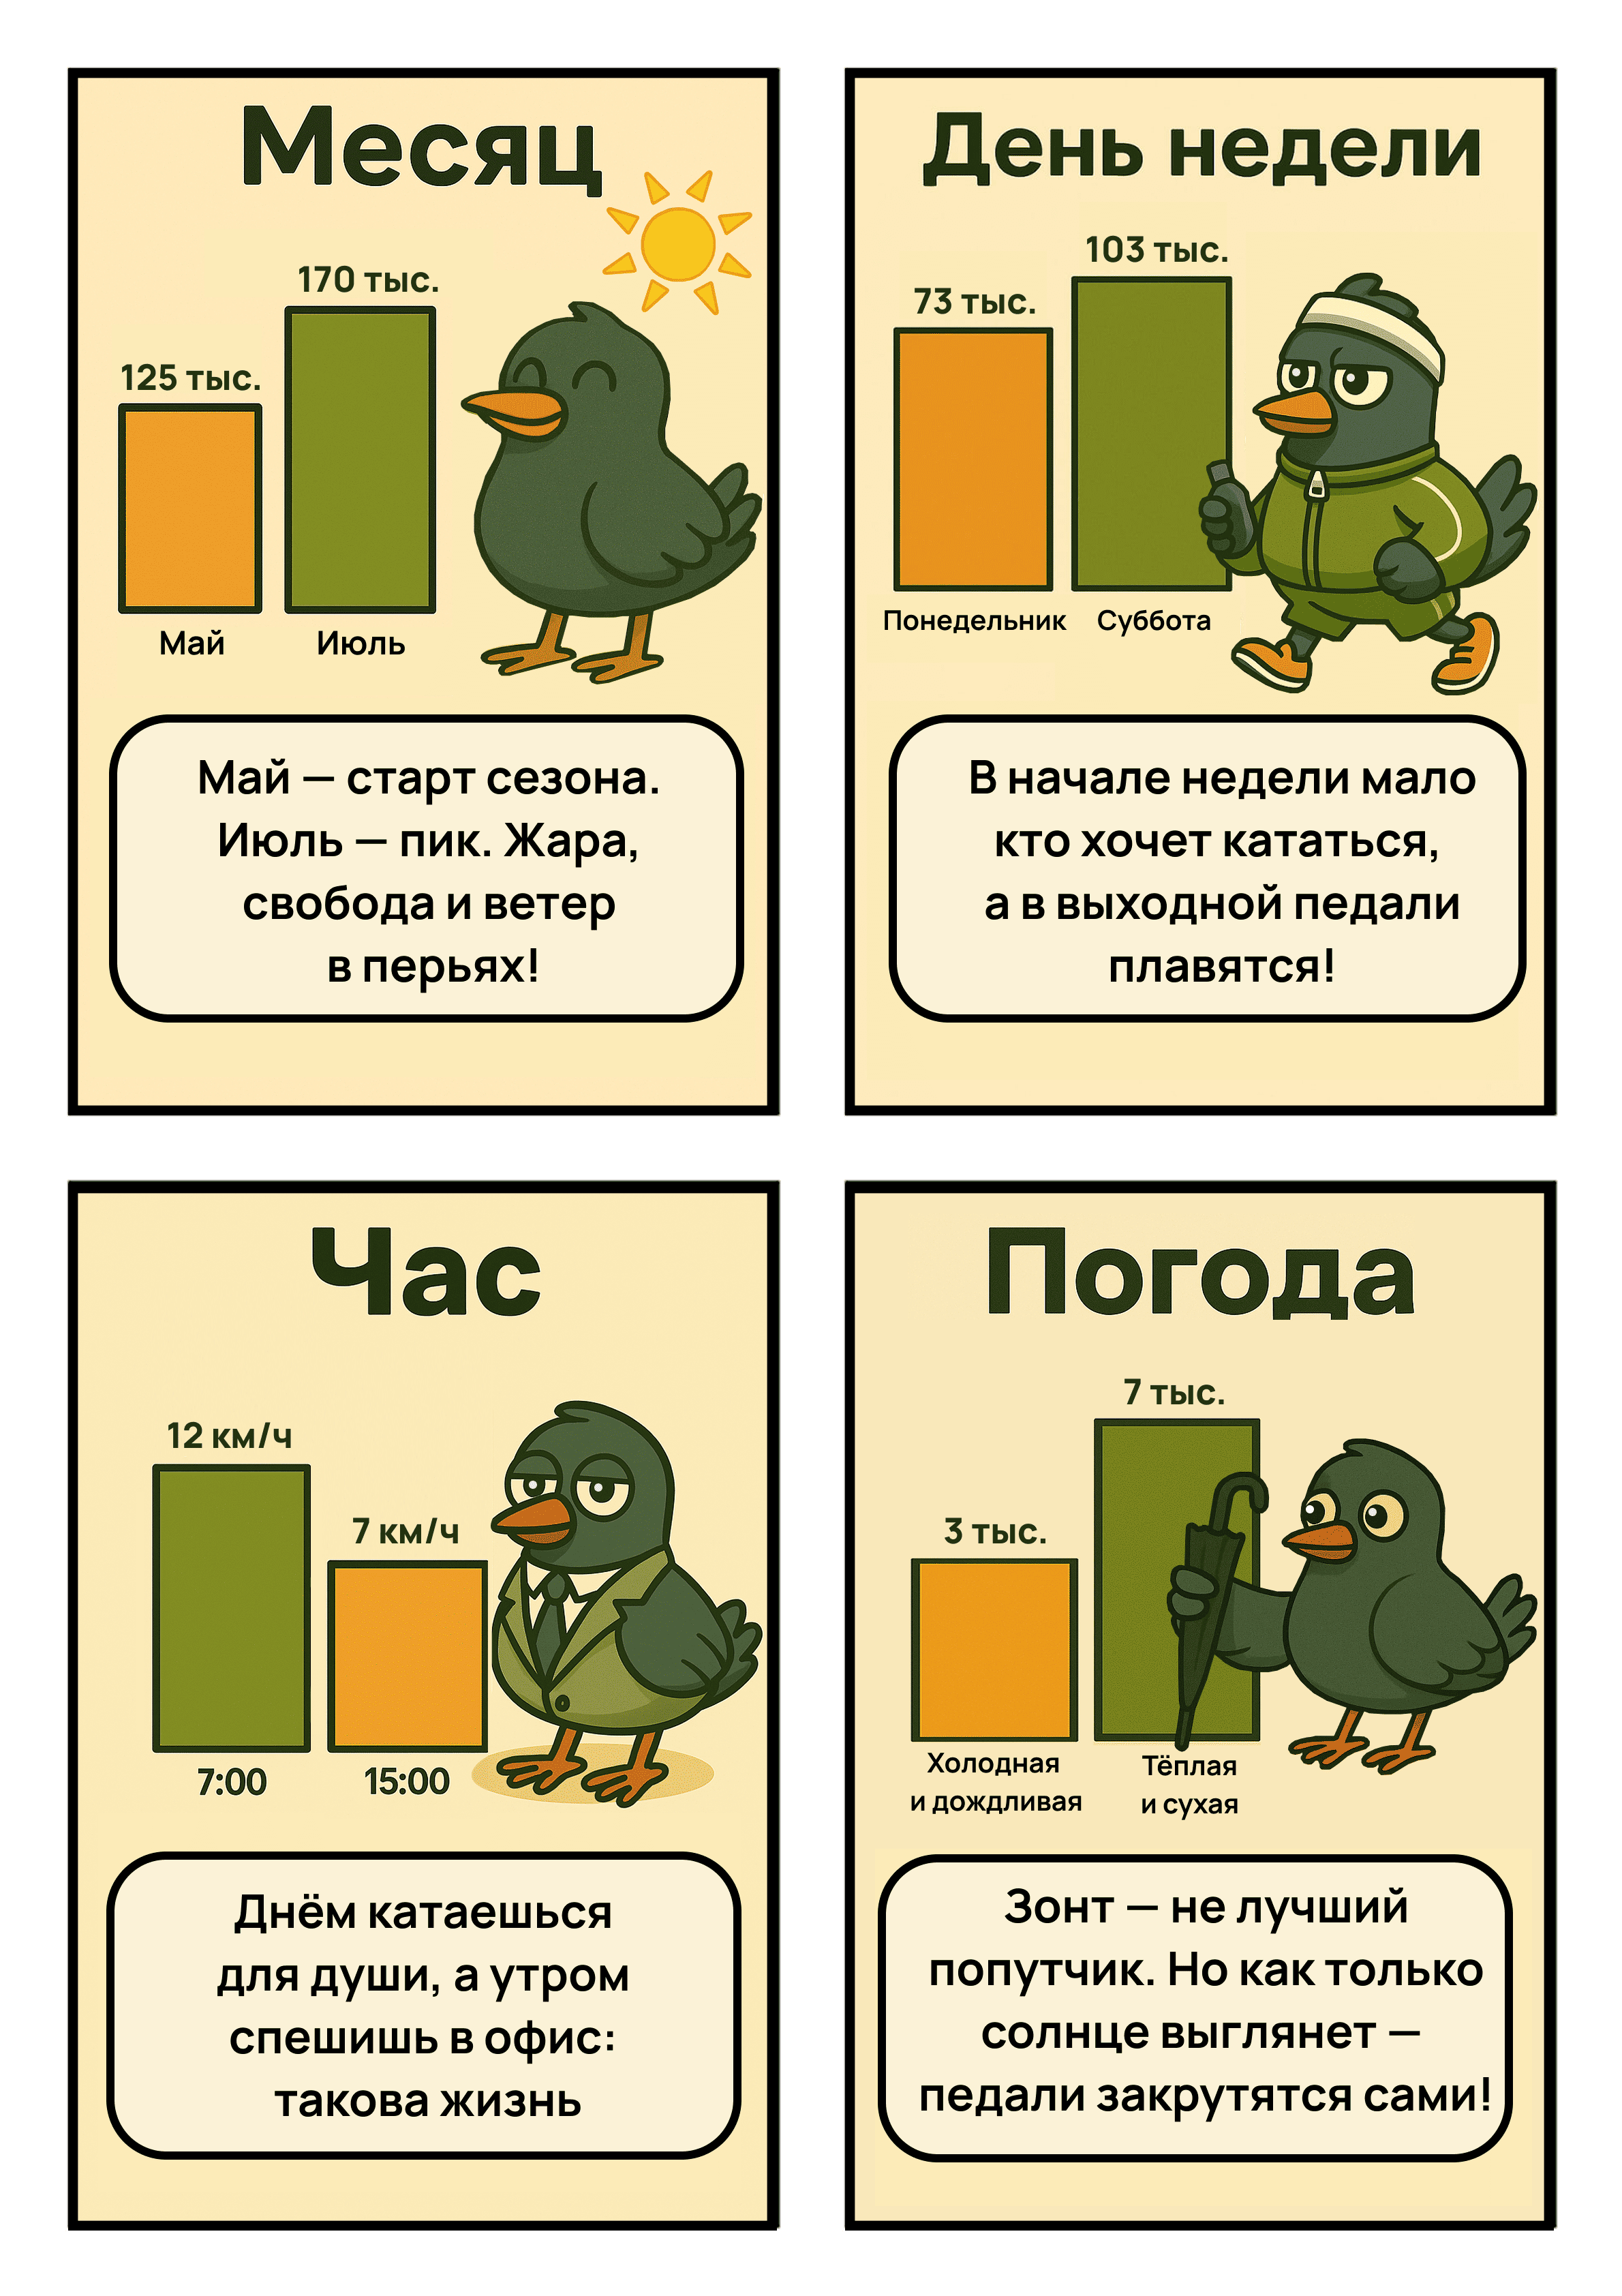 Месяц
170 тыс.
125 тыс.
Май Июль
Май — старт сезона.
Июль — пик. Жара,
свобода и ветер
в перьях!
День недели
103 тыс.
73 тыс.
Понедельник Суббота
В начале недели мало
кто хочет кататься,
а в выходной педали
плавятся!
Час
12 км/ч
7 км/ч
7:00 15:00
Днём катаешься
для души, а утром
спешишь в офис:
такова жизнь
Погода
7 тыс.
3 тыс.
Холодная
и дождливая
Тёплая
и сухая
Зонт — не лучший
попутчик. Но как только
солнце выглянет —
педали закрутятся сами!